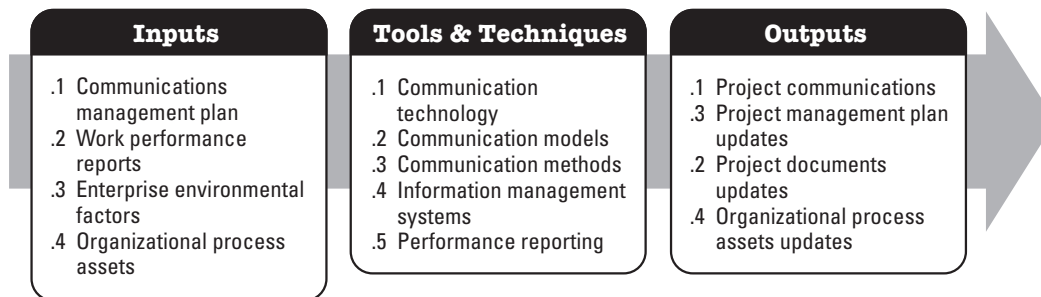 Inputs
.1 Communications
management plan
.2 Work performance
reports
.3 Enterprise environmental
factors
.4 Organizational process
assets
Tools & Techniques
.1 Communication
technology
.2 Communication models
.3 Communication methods
.4 Information management
systems
.5 Performance reporting
Outputs
.1 Project communications
.3 Project management plan
updates
.2 Project documents
updates
.4 Organizational process
assets updates